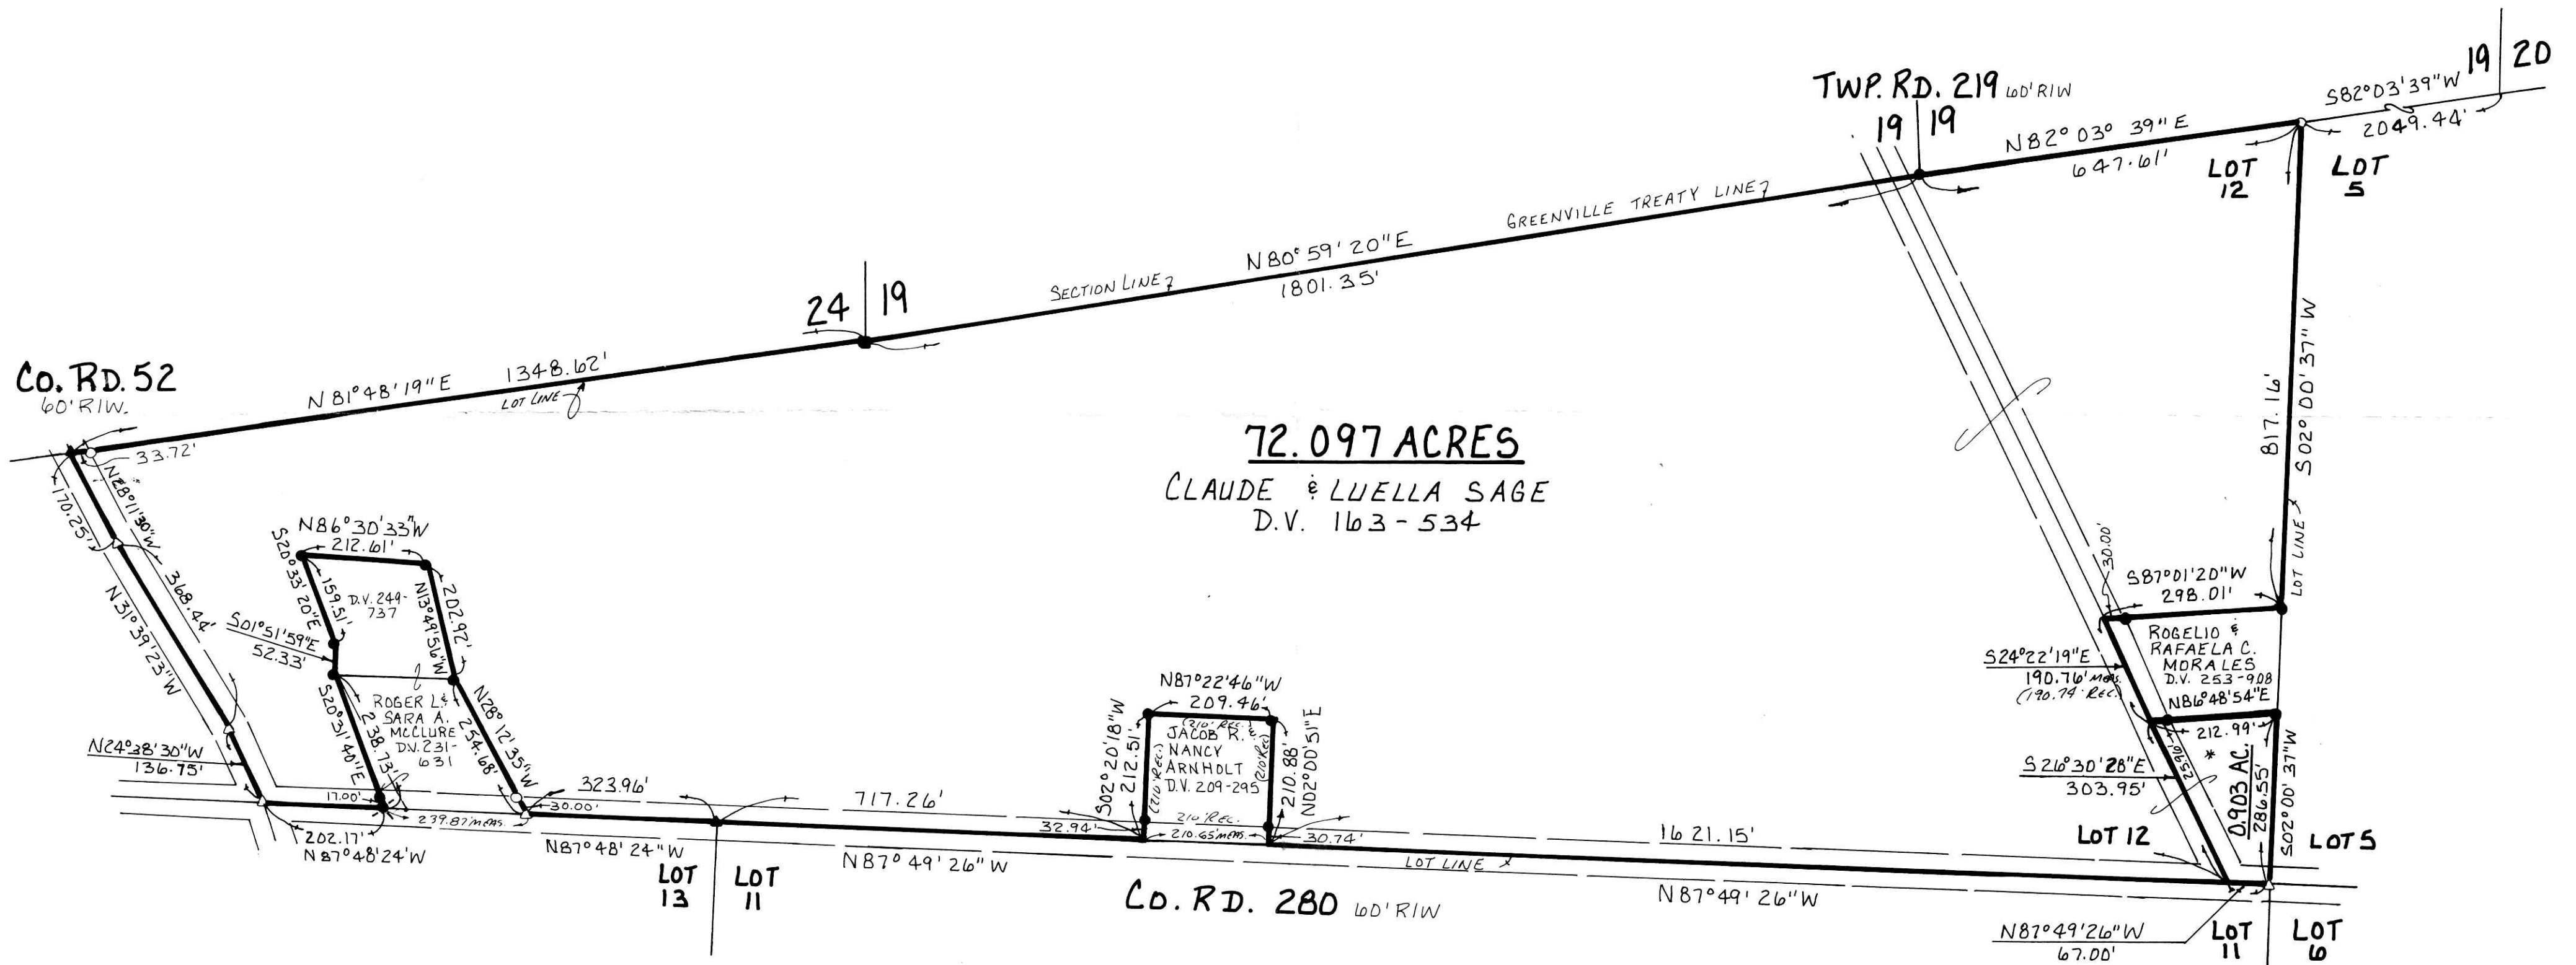 19 20
S82°03'39"W
2049.44'
TWP. RD. 219 60' R/W
19 19
N82° 03° 39" E
647.61'
LOT
12
LOT
5
GREENVILLE TREATY LINE
N80°59'20"E
1801.35'
SECTION LINE
24 19
CO. RD. 52
60' R/W.
N81°48'19"E
1348.62'
LOT LINE
33.72'
N28°11'30"W
170.25'
368.44'
N31°39'23"W
N24°38'30"W
136.75'
72.097 ACRES
CLAUDE & LUELLA SAGE
D.V. 163-534
817.16'
S02°00'37"W
LOT LINE
N86°30'33"W
212.61'
S20°33'20"E
159.51'
D.V. 249-
737
N13°49'56"W
202.92'
S01°51'59"E
52.33'
S20°31'40"E
238.73'
ROGER L. &
SARA A.
MCCLURE
D.V. 231-
631
N28°12'35"W
254.68'
17.00'
239.87' MEAS.
30.00'
202.17'
N87°48'24"W
323.96'
N87°48'24"W
717.26'
N87°49'26"W
LOT
13
LOT
11
N87°22'46"W
209.46'
(210' REC.)
S02°20'18"W
212.51'
(210' REC.)
JACOB R. &
NANCY
ARNHOLT
D.V. 209-295
(210' REC.)
210.88'
N02°00'51"E
32.94'
210' REC.
210.65' MEAS.
30.74'
1621.15'
LOT LINE
N87°49'26"W
CO. RD. 280 60' R/W
30.00'
S87°01'20"W
298.01'
ROGELIO &
RAFAELA C.
MORALES
D.V. 253-908
S24°22'19"E
190.76' MEAS.
(190.74' REC.)
N86°48'54"E
212.99'
*
0.903 AC.
286.55'
S02°00'37"W
S26°30'28"E
303.95'
LOT 12
LOT 5
N87°49'26"W
67.00'
LOT
11
LOT
6